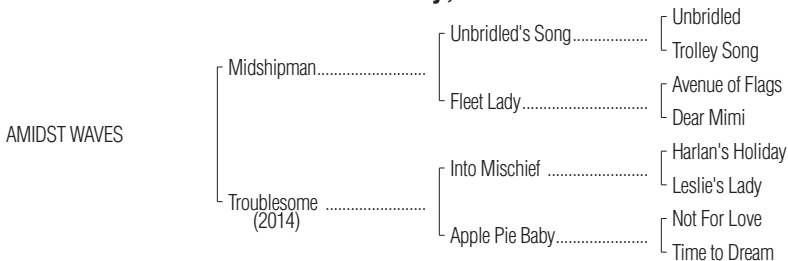 AMIDST WAVES
Midshipman..........................
Unbridled's Song..................
Unbridled
Trolley Song
Fleet Lady..............................
Avenue of Flags
Dear Mimi
Troublesome ........................
(2014)
Into Mischief ........................
Harlan's Holiday
Leslie's Lady
Apple Pie Baby......................
Not For Love
Time to Dream